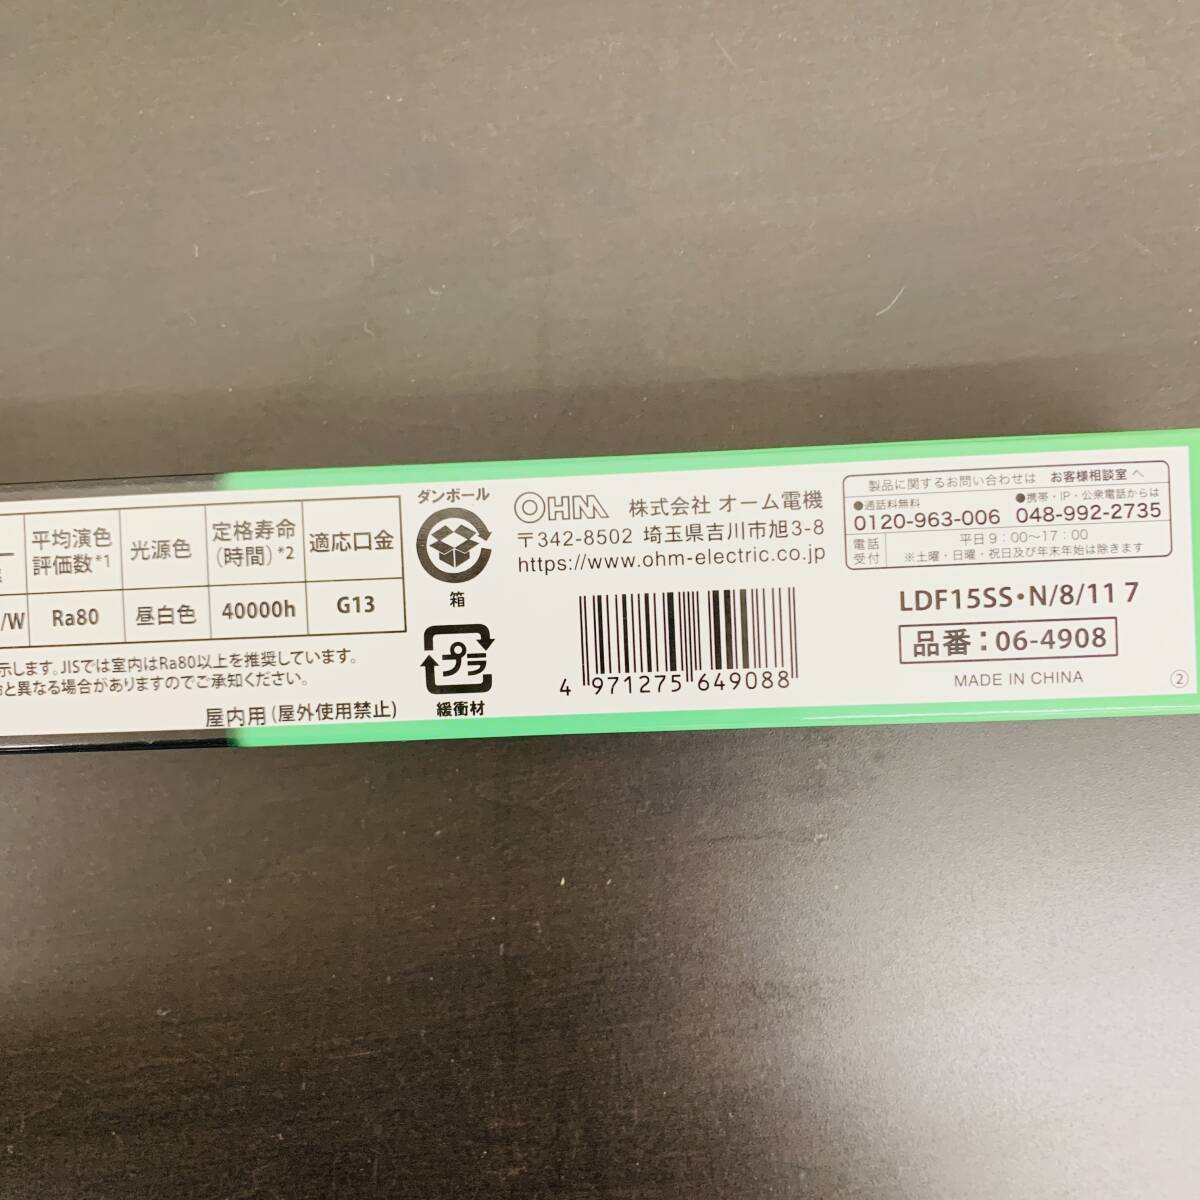 平均演色
評価数*1
光源色
定格寿命
(時間)*2
適応口金
/W
Ra80
昼白色
40000h
G13
示します。JISでは室内はRa80以上を推奨しています。
命と異なる場合がありますのでご承知ください。
屋内用(屋外使用禁止)
ダンボール
箱
プラ
緩衝材
OHM 株式会社 オーム電機
〒342-8502 埼玉県吉川市旭3-8
https://www.ohm-electric.co.jp
4 971275 649088
製品に関するお問い合わせは お客様相談室 へ
●通話料無料
0120-963-006
●携帯・IP・公衆電話からは
048-992-2735
電話
受付
平日 9:00〜17:00
※土曜・日曜・祝日及び年末年始は除きます
LDF15SS・N/8/11 7
品番:06-4908
MADE IN CHINA
②